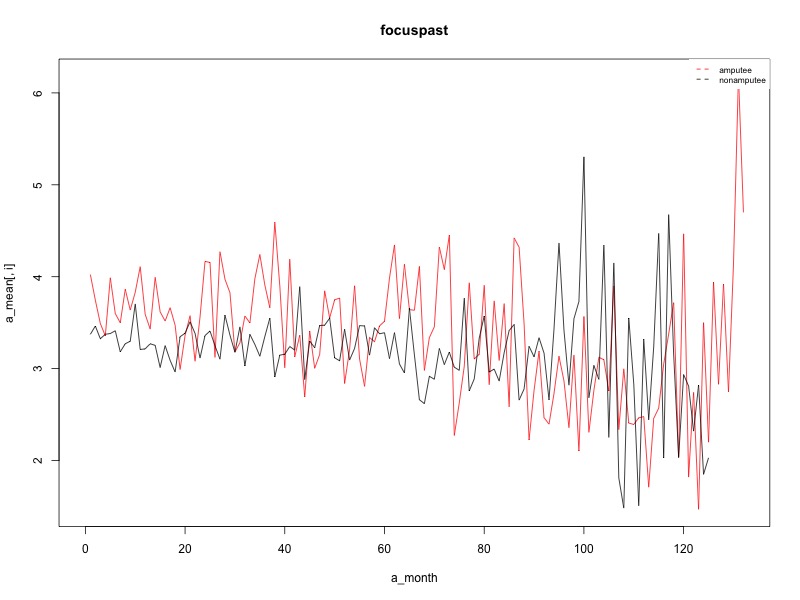 focuspast
amputee
nonamputee
6
5
4
3
2
a_mean[, i]
0 20 40 60 80 100 120
a_month